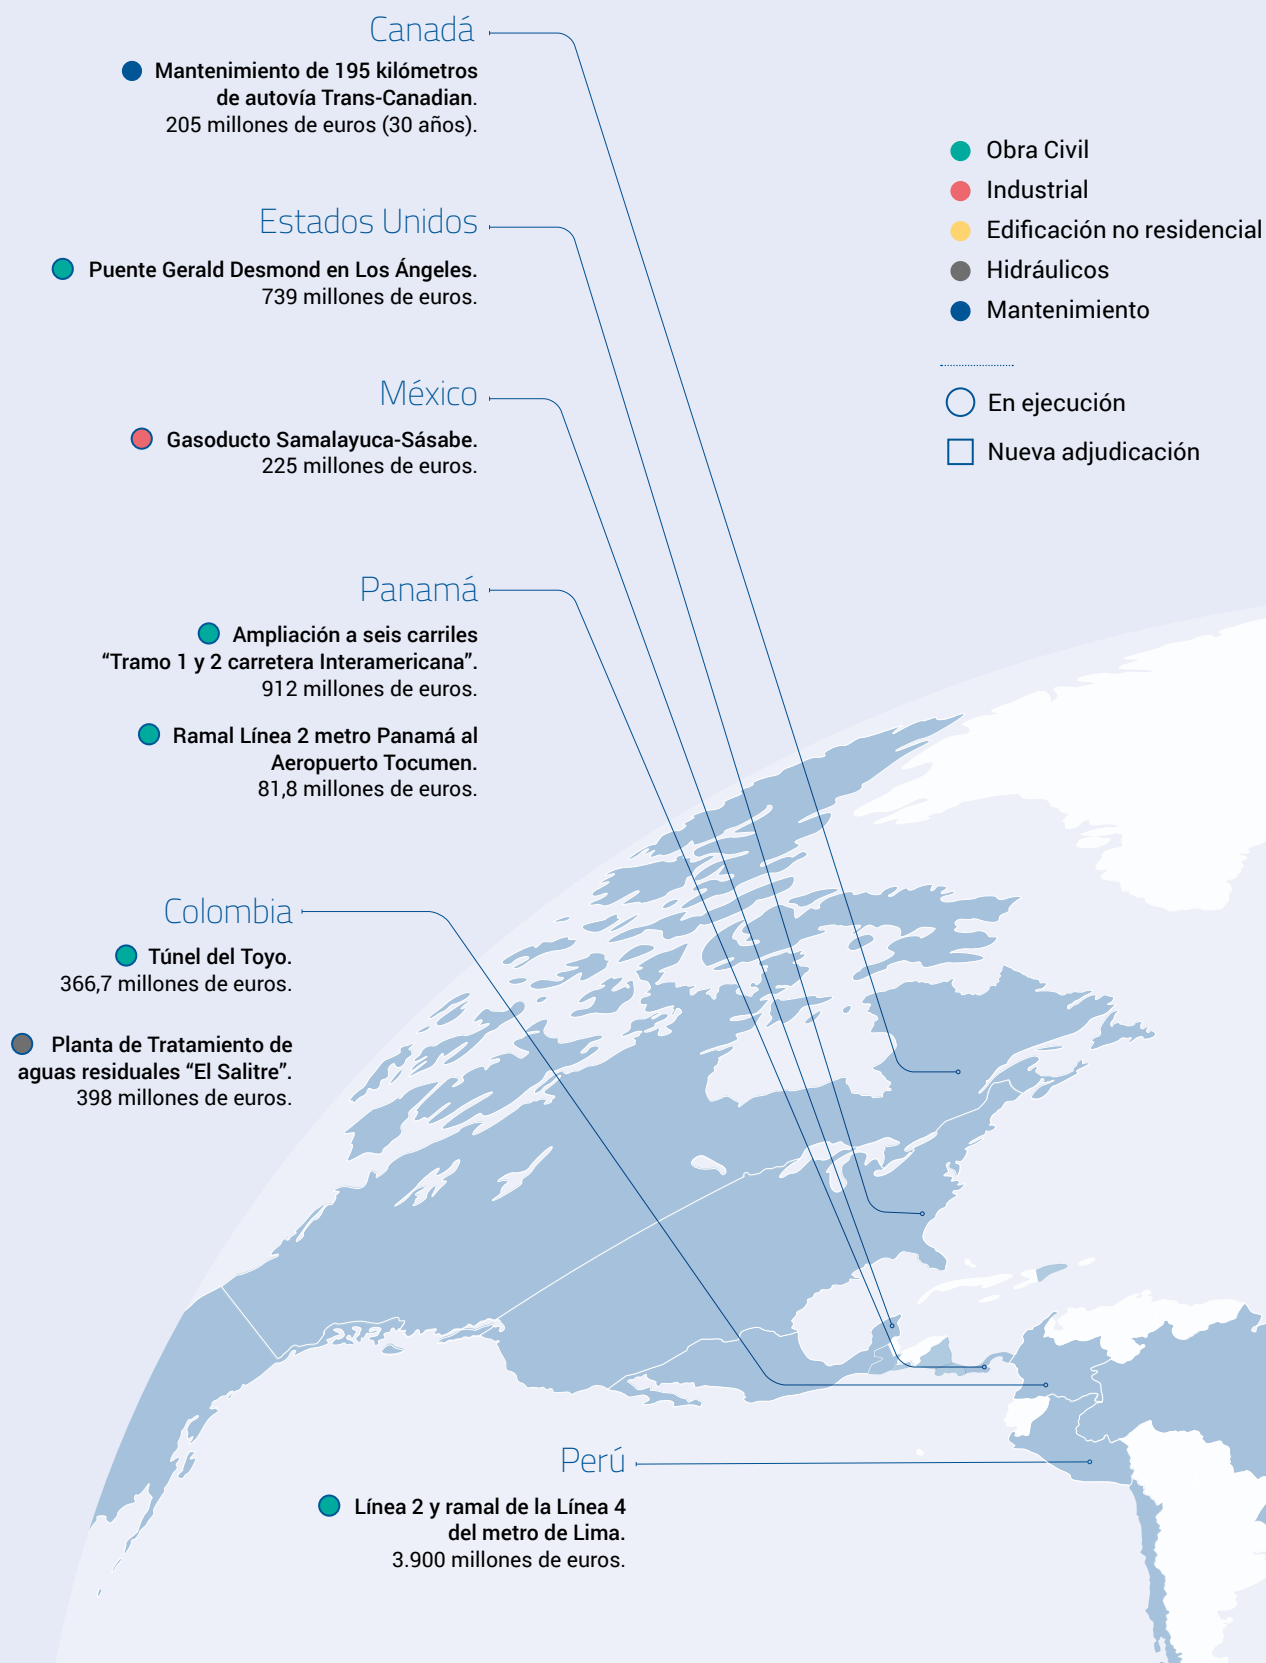 Canadá
Mantenimiento de 195 kilómetros
de autovía Trans-Canadian.
205 millones de euros (30 años).
Obra Civil
Industrial
Edificación no residencial
Hidráulicos
Mantenimiento
En ejecución
Nueva adjudicación
Estados Unidos
Puente Gerald Desmond en Los Ángeles.
739 millones de euros.
México
Gasoducto Samalayuca-Sásabe.
225 millones de euros.
Panamá
Ampliación a seis carriles
“Tramo 1 y 2 carretera Interamericana”.
912 millones de euros.
Ramal Línea 2 metro Panamá al
Aeropuerto Tocumen.
81,8 millones de euros.
Colombia
Túnel del Toyo.
366,7 millones de euros.
Planta de Tratamiento de
aguas residuales “El Salitre”.
398 millones de euros.
Perú
Línea 2 y ramal de la Línea 4
del metro de Lima.
3.900 millones de euros.